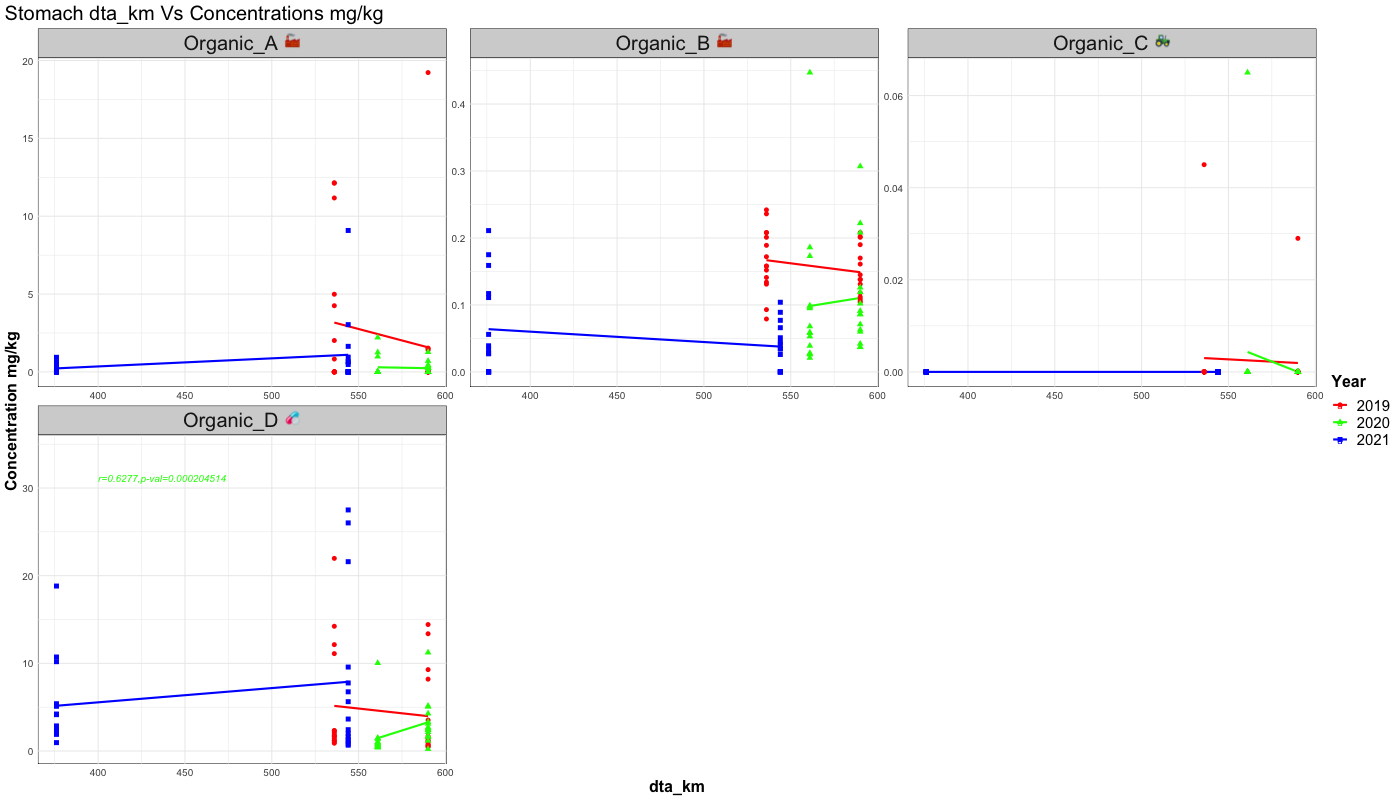 Stomach dta_km Vs Concentrations mg/kg
Organic_A
Organic_B
Organic_C
20
15
10
5
0
0.4
0.3
0.2
0.1
0.0
0.06
0.04
0.02
0.00
400 450 500 550 600
400 450 500 550 600
400 450 500 550 600
Organic_D
r=0.6277,p-val=0.000204514
30
20
10
0
400 450 500 550 600
Concentration mg/kg
dta_km
Year
2019
2020
2021